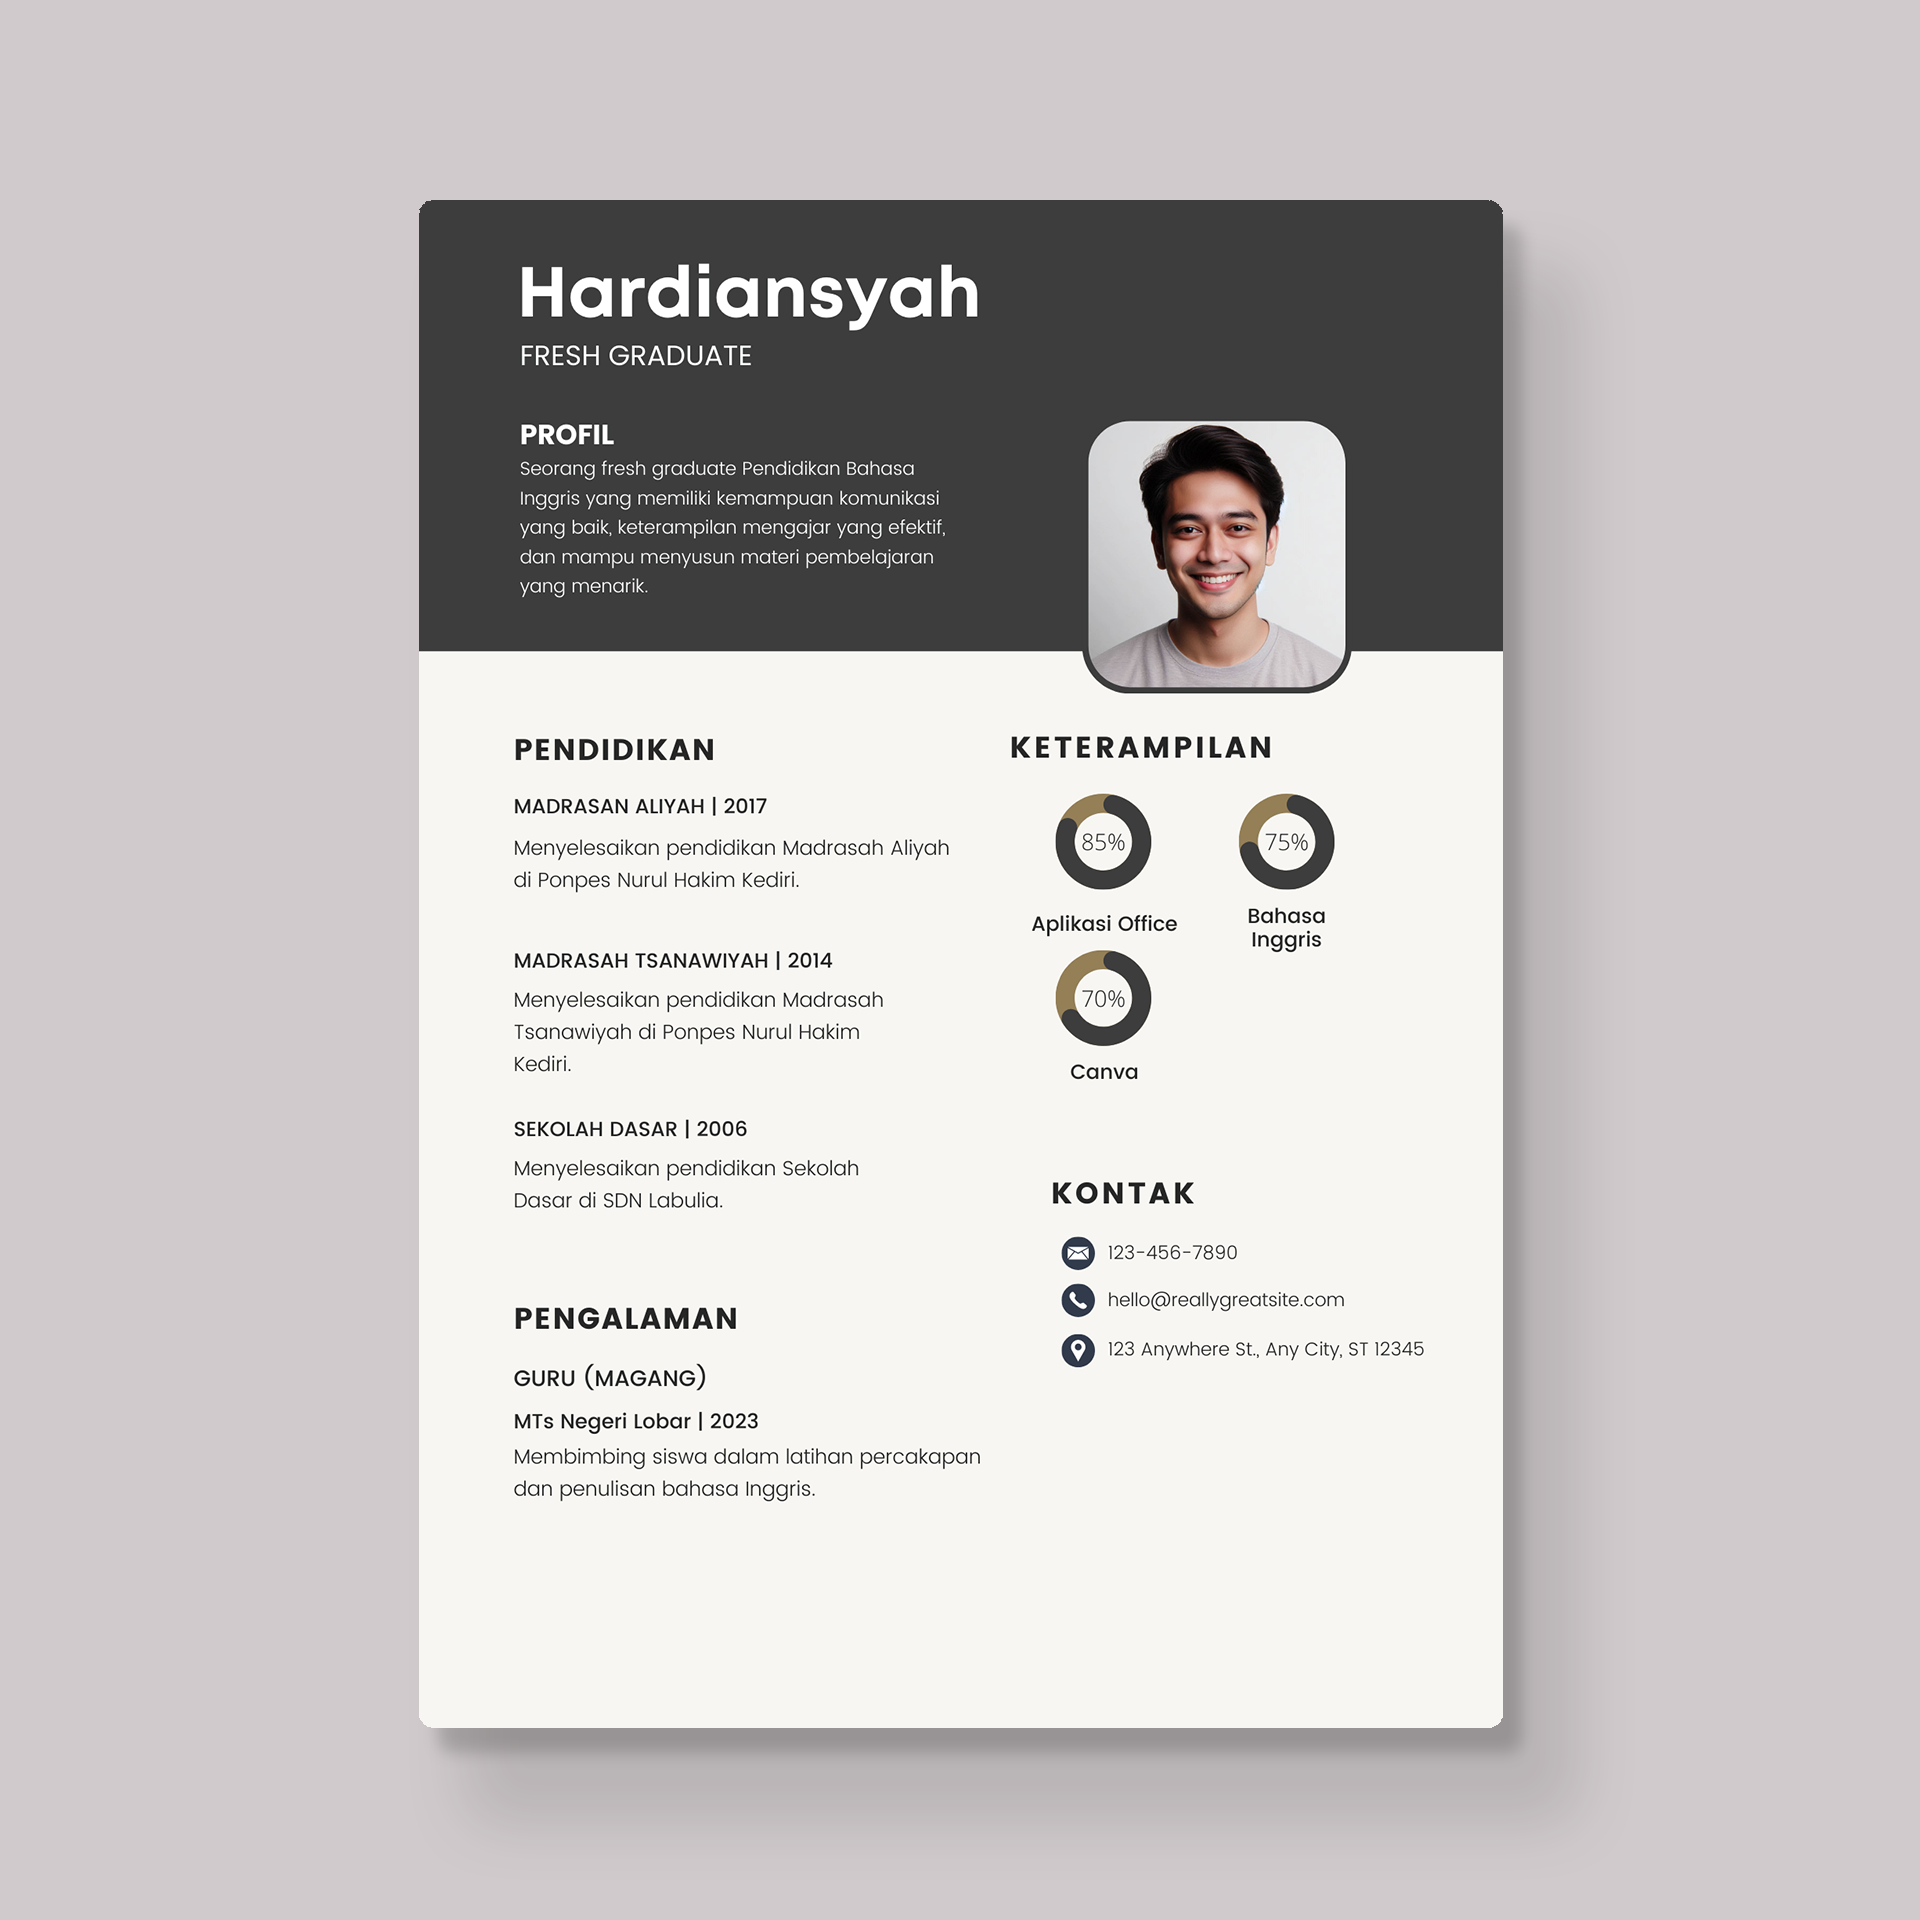 Hardiansyah
FRESH GRADUATE
PROFIL
Seorang fresh graduate Pendidikan Bahasa
Inggris yang memiliki kemampuan komunikasi
yang baik, keterampilan mengajar yang efektif,
dan mampu menyusun materi pembelajaran
yang menarik.
PENDIDIKAN
MADRASAN ALIYAH | 2017
Menyelesaikan pendidikan Madrasah Aliyah
di Ponpes Nurul Hakim Kediri.
MADRASAH TSANAWIYAH | 2014
Menyelesaikan pendidikan Madrasah
Tsanawiyah di Ponpes Nurul Hakim
Kediri.
SEKOLAH DASAR | 2006
Menyelesaikan pendidikan Sekolah
Dasar di SDN Labulia.
PENGALAMAN
GURU (MAGANG)
MTs Negeri Lobar | 2023
Membimbing siswa dalam latihan percakapan
dan penulisan bahasa Inggris.
KETERAMPILAN
85%
Aplikasi Office
75%
Bahasa
Inggris
70%
Canva
KONTAK
123-456-7890
hello@reallygreatsite.com
123 Anywhere St., Any City, ST 12345